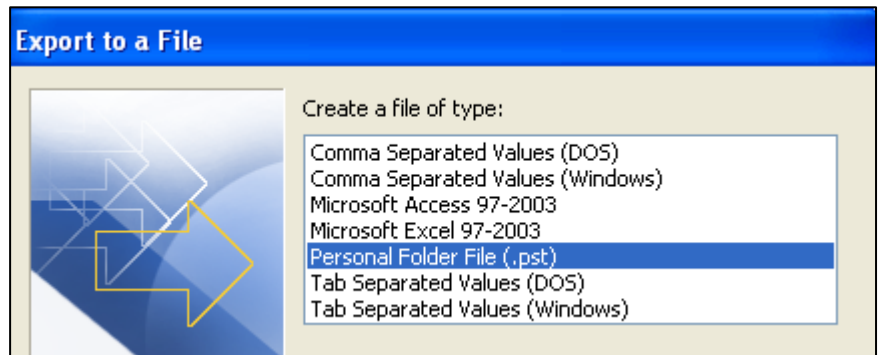 Export to a File
Create a file of type:
Comma Separated Values (DOS)
Comma Separated Values (Windows)
Microsoft Access 97-2003
Microsoft Excel 97-2003
Personal Folder File (.pst)
Tab Separated Values (DOS)
Tab Separated Values (Windows)